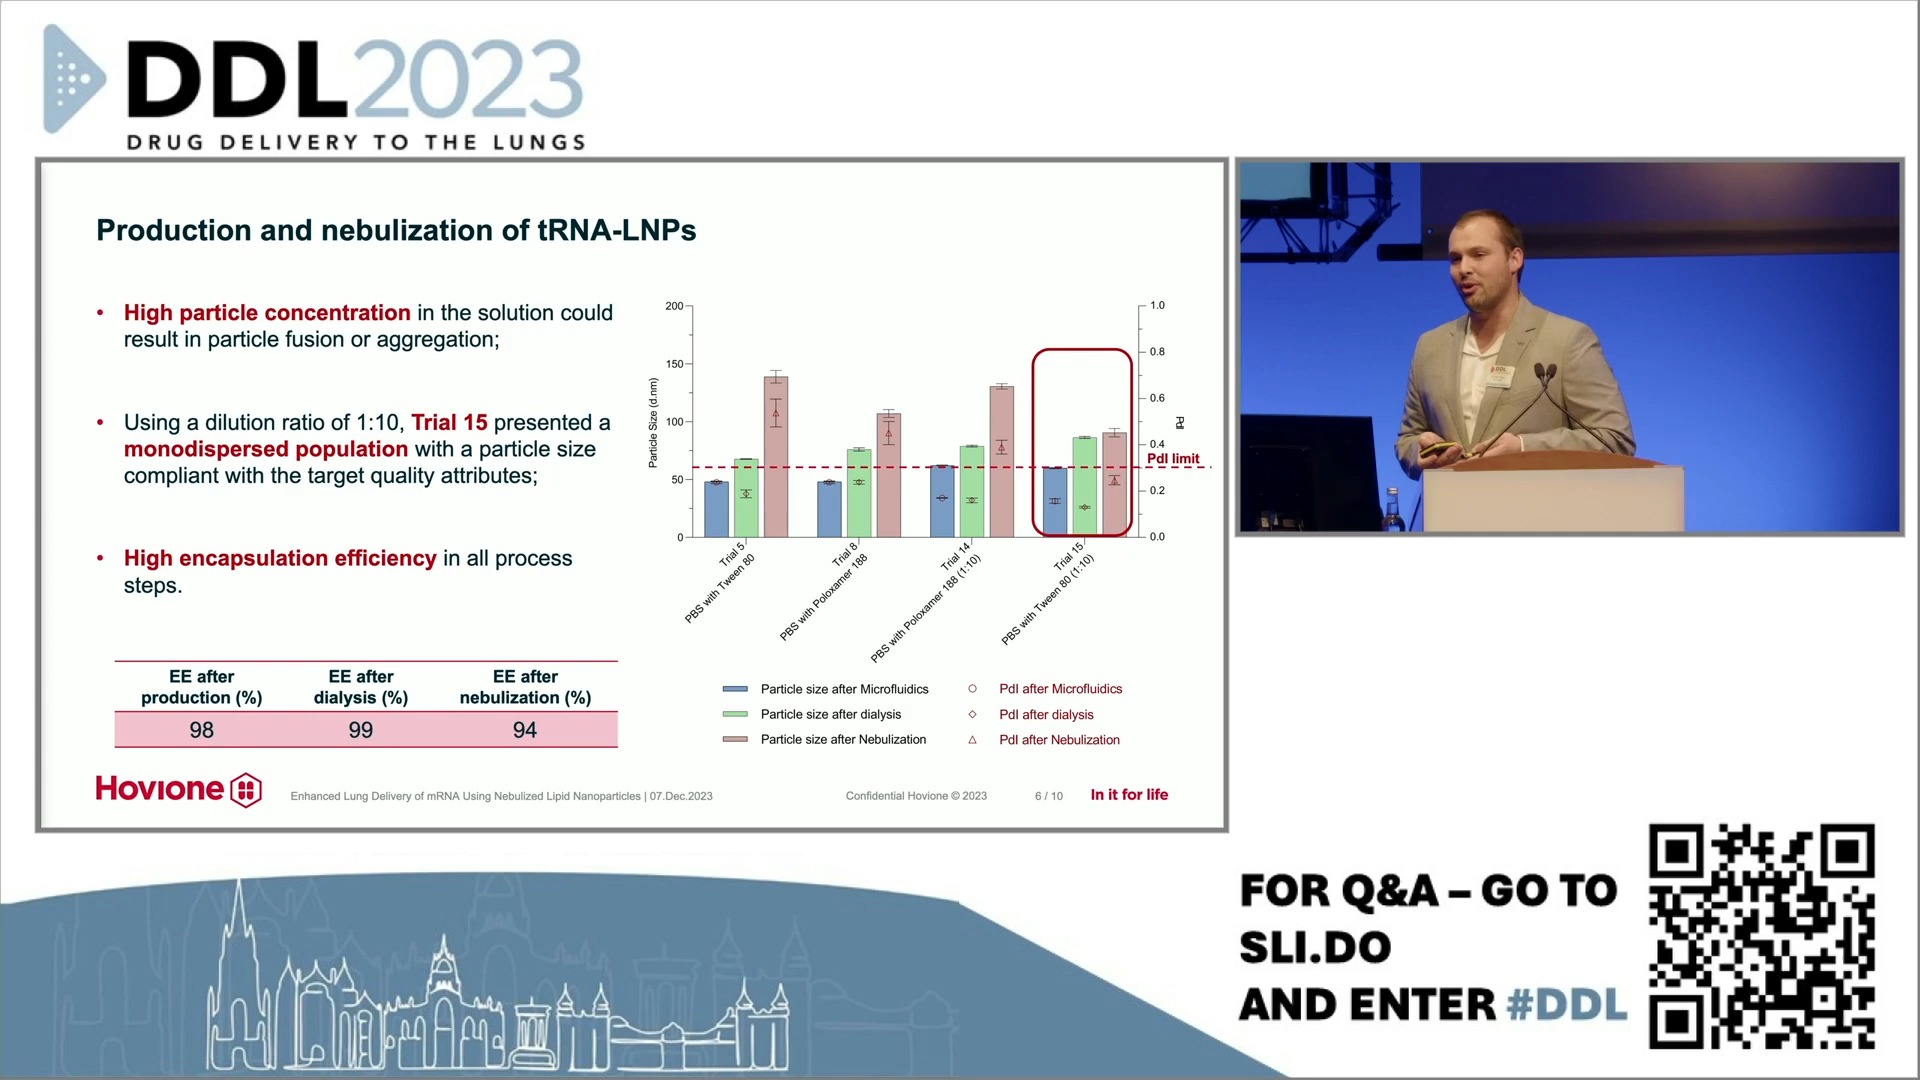 DDL2023
DRUG DELIVERY TO THE LUNGS
Production and nebulization of tRNA-LNPs
• High particle concentration in the solution could
result in particle fusion or aggregation;
• Using a dilution ratio of 1:10, Trial 15 presented a
monodispersed population with a particle size
compliant with the target quality attributes;
• High encapsulation efficiency in all process
steps.
EE after production (%) EE after dialysis (%) EE after nebulization (%)
98 99 94
Particle Size (d.nm)
200
150
100
50
0
1.0
0.8
0.6
0.4
0.2
0.0
PdI
PdI limit
Trial 5
PBS with Tween 80
Trial 8
PBS with Poloxamer 188
Trial 14
PBS with Poloxamer 188 (1:10)
Trial 15
PBS with Tween 80 (1:10)
Particle size after Microfluidics PdI after Microfluidics
Particle size after dialysis PdI after dialysis
Particle size after Nebulization PdI after Nebulization
Hovione
Enhanced Lung Delivery of mRNA Using Nebulized Lipid Nanoparticles | 07.Dec.2023 Confidential Hovione © 2023 6 / 10 In it for life
DDL
FOR Q&A – GO TO
SLI.DO
AND ENTER #DDL